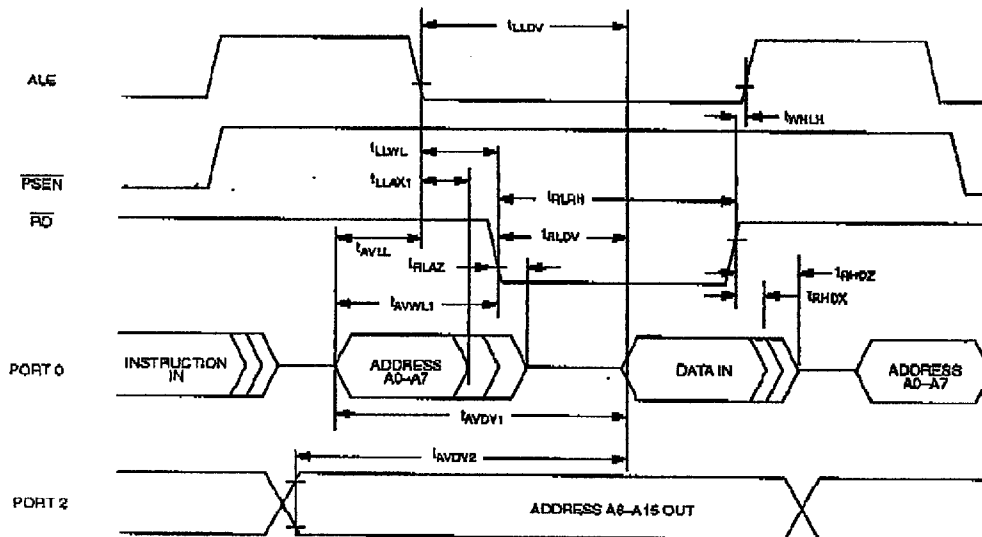 tLLDV
ALE
tWHLH
tLLWL
PSEN
tLLAX1
tRLRH
RD
tAVLL
tRLDV
tRLAZ
tRHDZ
tRHDX
tAVWL1
PORT 0
INSTRUCTION
IN
ADDRESS
A0–A7
DATA IN
ADDRESS
A0–A7
tAVDV1
tAVDV2
PORT 2
ADDRESS A8–A15 OUT